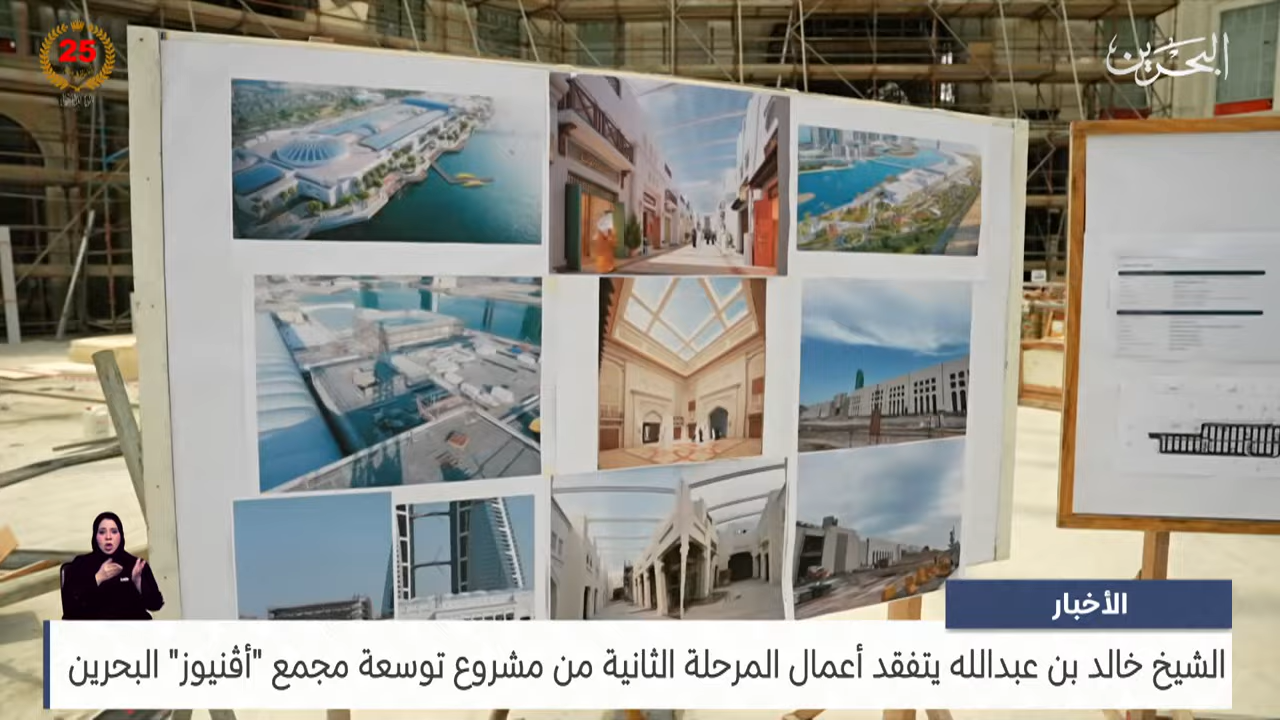 25
البحرين
الأخبار
الشيخ خالد بن عبدالله يتفقد أعمال المرحلة الثانية من مشروع توسعة مجمع "أڤنيوز" البحرين